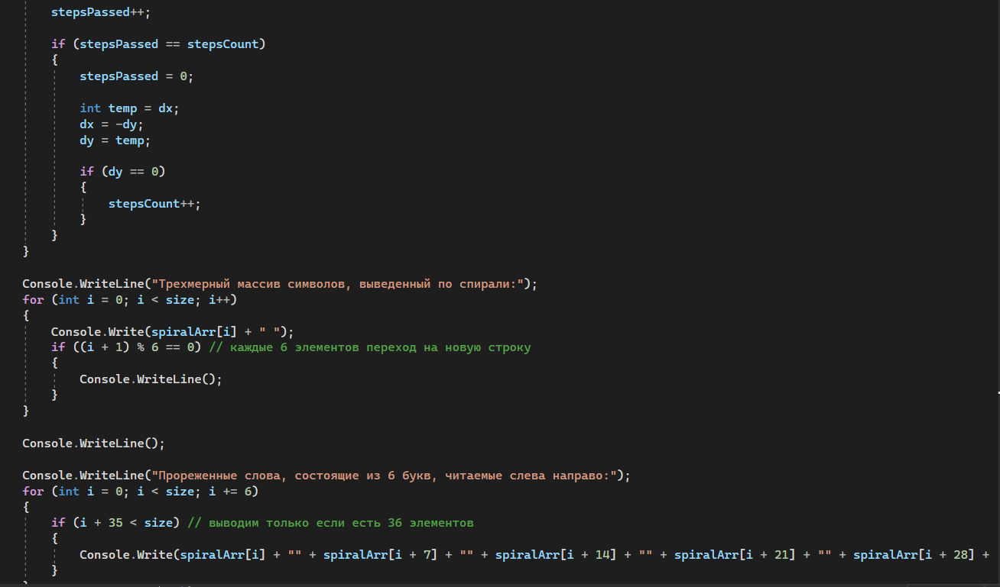 stepsPassed++;
if (stepsPassed == stepsCount)
{
stepsPassed = 0;
int temp = dx;
dx = -dy;
dy = temp;
if (dy == 0)
{
stepsCount++;
}
}
}
Console.WriteLine("Трехмерный массив символов, выведенный по спирали:");
for (int i = 0; i < size; i++)
{
Console.Write(spiralArr[i] + " ");
if ((i + 1) % 6 == 0) // каждые 6 элементов переход на новую строку
{
Console.WriteLine();
}
}
Console.WriteLine();
Console.WriteLine("Прореженные слова, состоящие из 6 букв, читаемые слева направо:");
for (int i = 0; i < size; i += 6)
{
if (i + 35 < size) // выводим только если есть 36 элементов
{
Console.Write(spiralArr[i] + "" + spiralArr[i + 7] + "" + spiralArr[i + 14] + "" + spiralArr[i + 21] + "" + spiralArr[i + 28] +
}